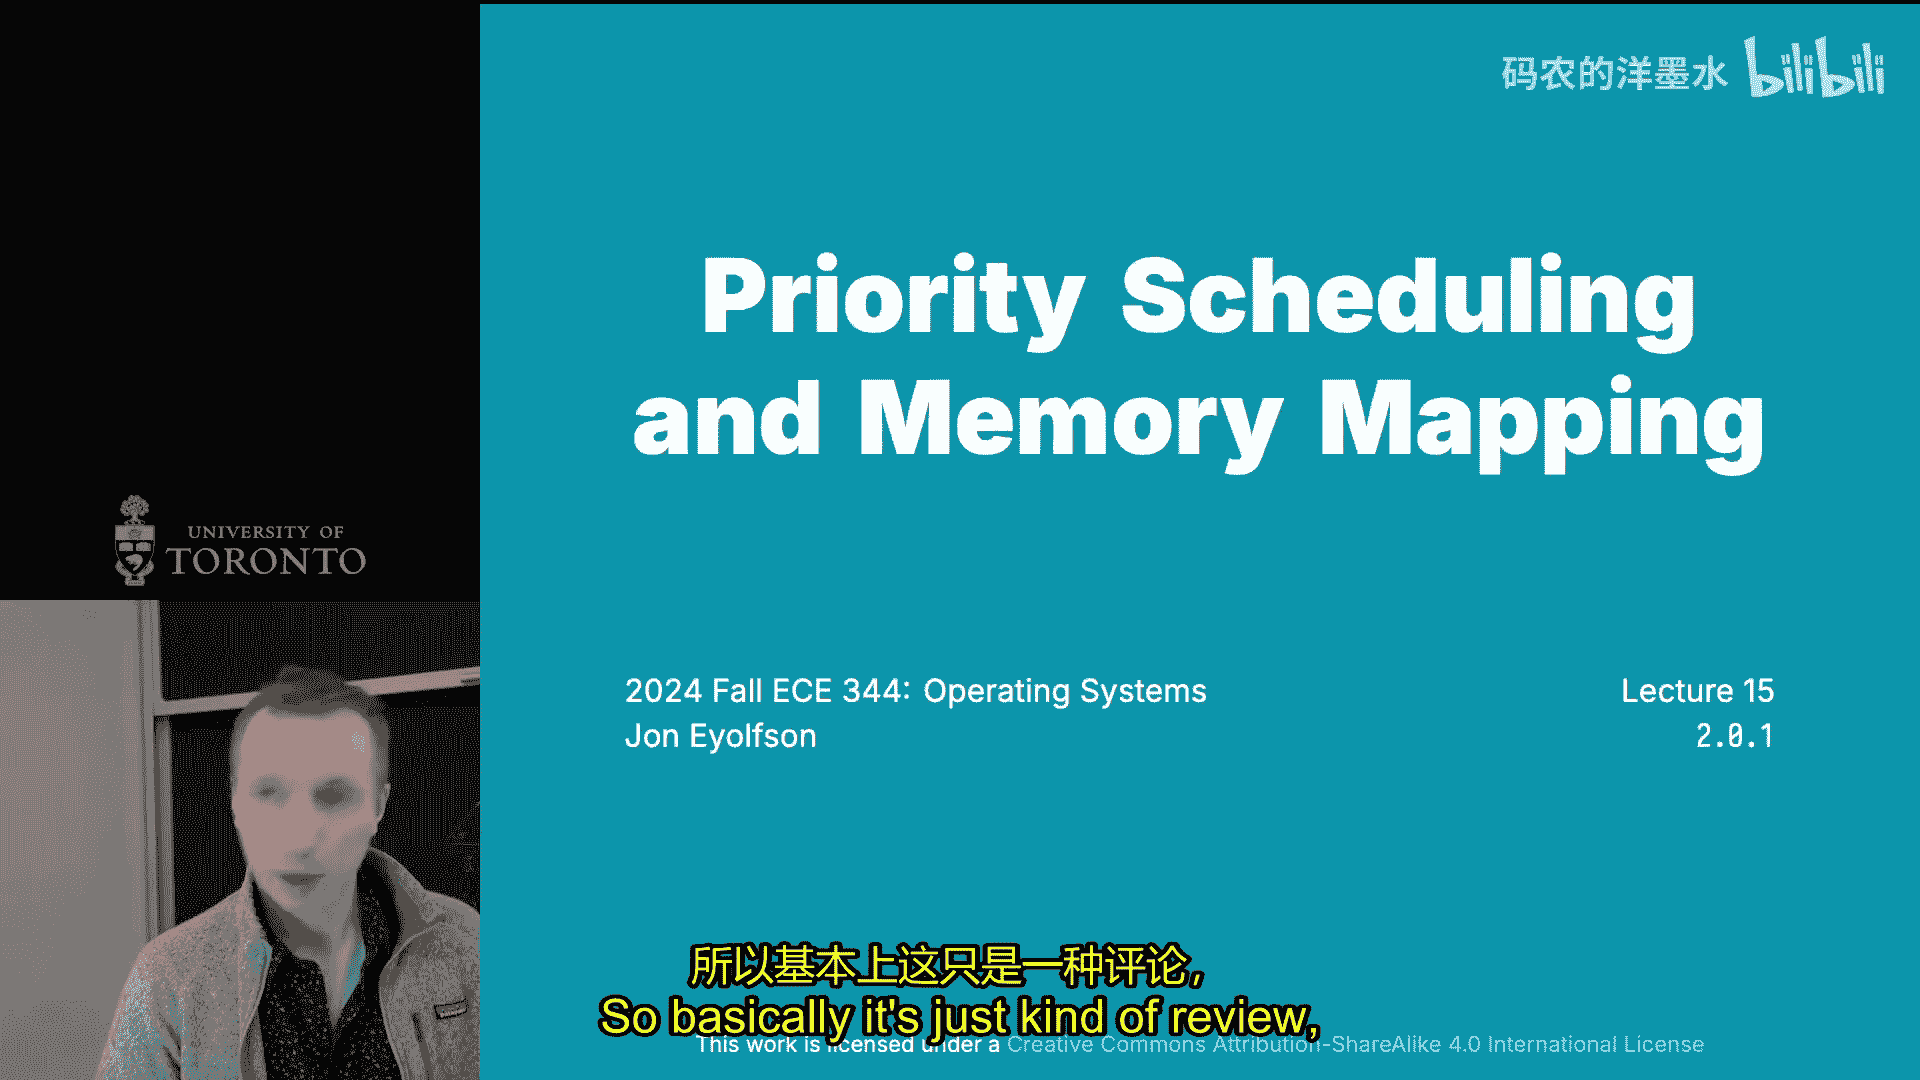 码农的洋墨水 bilibili
Priority Scheduling
and Memory Mapping
UNIVERSITY OF
TORONTO
2024 Fall ECE 344: Operating Systems
Lecture 15
Jon Eyolfson
2.0.1
所以基本上这只是一种评论，
So basically it's just kind of review,
This work is licensed under a Creative Commons Attribution-ShareAlike 4.0 International License